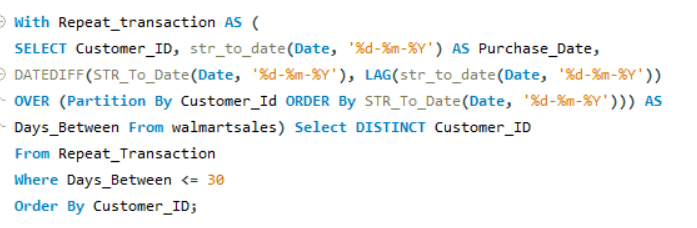 With Repeat_transaction AS (
SELECT Customer_ID, str_to_date(Date, '%d-%m-%Y') AS Purchase_Date,
DATEDIFF(STR_To_Date(Date, '%d-%m-%Y'), LAG(str_to_date(Date, '%d-%m-%Y'))
OVER (Partition By Customer_Id ORDER By STR_To_Date(Date, '%d-%m-%Y'))) AS
Days_Between From walmartsales) Select DISTINCT Customer_ID
From Repeat_Transaction
Where Days_Between <= 30
Order By Customer_ID;